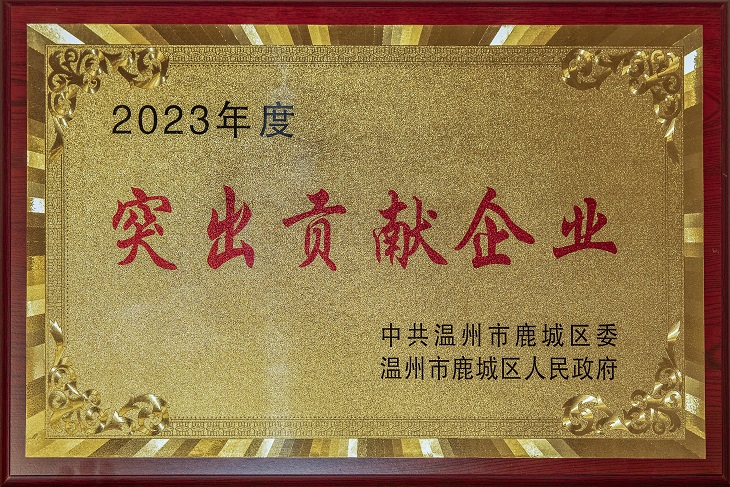 2023年度
突出贡献企业
中共温州市鹿城区委
温州市鹿城区人民政府